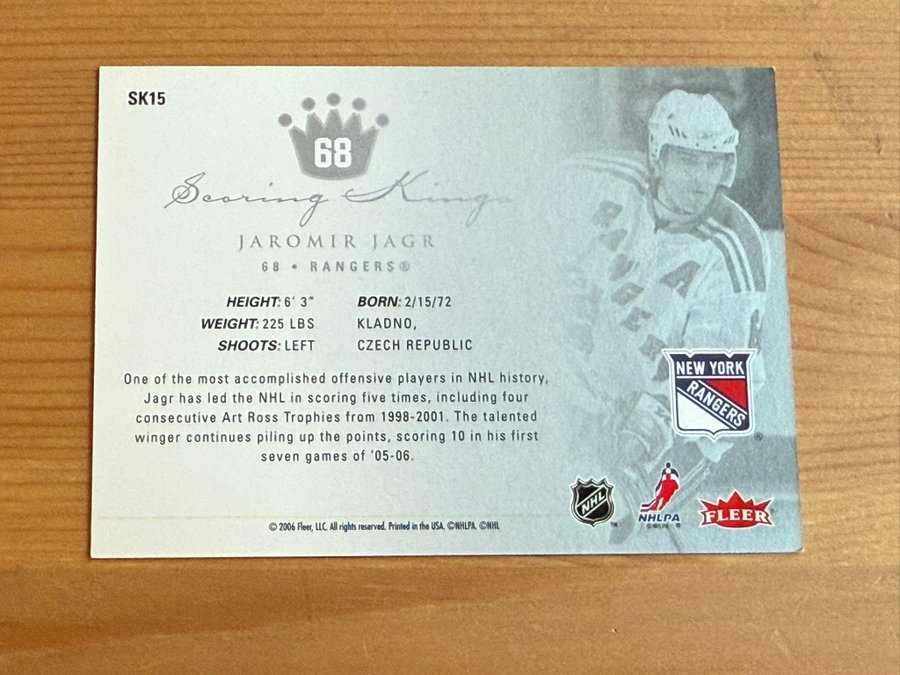 SK15
68
Scoring Kings
JAROMIR JAGR
68 • RANGERS®
HEIGHT: 6' 3" BORN: 2/15/72
WEIGHT: 225 LBS KLADNO,
SHOOTS: LEFT CZECH REPUBLIC
One of the most accomplished offensive players in NHL history,
Jagr has led the NHL in scoring five times, including four
consecutive Art Ross Trophies from 1998-2001. The talented
winger continues piling up the points, scoring 10 in his first
seven games of '05-06.
RANGERS
A
NEW YORK
RANGERS
®
NHL
™
NHLPA
FLEER
© 2006 Fleer, LLC. All rights reserved. Printed in the USA. ©NHLPA. ©NHL